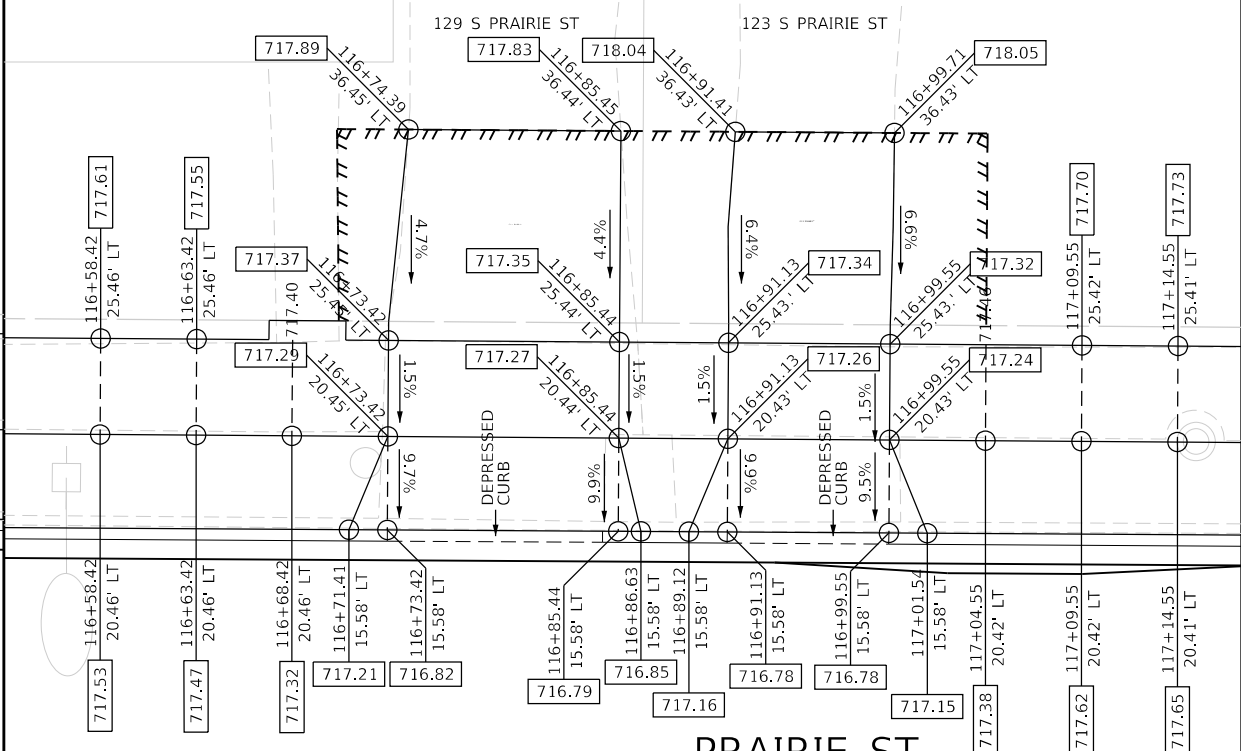 129 S PRAIRIE ST
123 S PRAIRIE ST
717.89
116+74.39
36.45' LT
717.83
116+85.45
36.44' LT
718.04
116+91.41
36.43' LT
718.05
116+99.71
36.43' LT
717.61
116+58.42
25.46' LT
717.55
116+63.42
25.46' LT
717.40
717.37
116+73.42
25.45' LT
717.35
116+85.44
25.44' LT
717.34
116+91.13
25.43' LT
717.32
116+99.55
25.43' LT
717.46
717.70
117+09.55
25.42' LT
717.73
117+14.55
25.41' LT
4.7%
4.4%
6.4%
6.6%
717.29
116+73.42
20.45' LT
717.27
116+85.44
20.44' LT
717.26
116+91.13
20.43' LT
717.24
116+99.55
20.43' LT
1.5%
1.5%
1.5%
1.5%
9.7%
DEPRESSED
CURB
9.9%
9.9%
DEPRESSED
CURB
9.5%
116+58.42
20.46' LT
717.53
116+63.42
20.46' LT
717.47
116+68.42
20.46' LT
717.32
116+71.41
15.58' LT
717.21
116+73.42
15.58' LT
716.82
116+85.44
15.58' LT
716.79
116+86.63
15.58' LT
716.85
116+89.12
15.58' LT
717.16
116+91.13
15.58' LT
716.78
116+99.55
15.58' LT
716.78
117+01.54
15.58' LT
717.15
117+04.55
20.42' LT
717.38
117+09.55
20.42' LT
717.62
117+14.55
20.41' LT
717.65
PRAIRIE ST